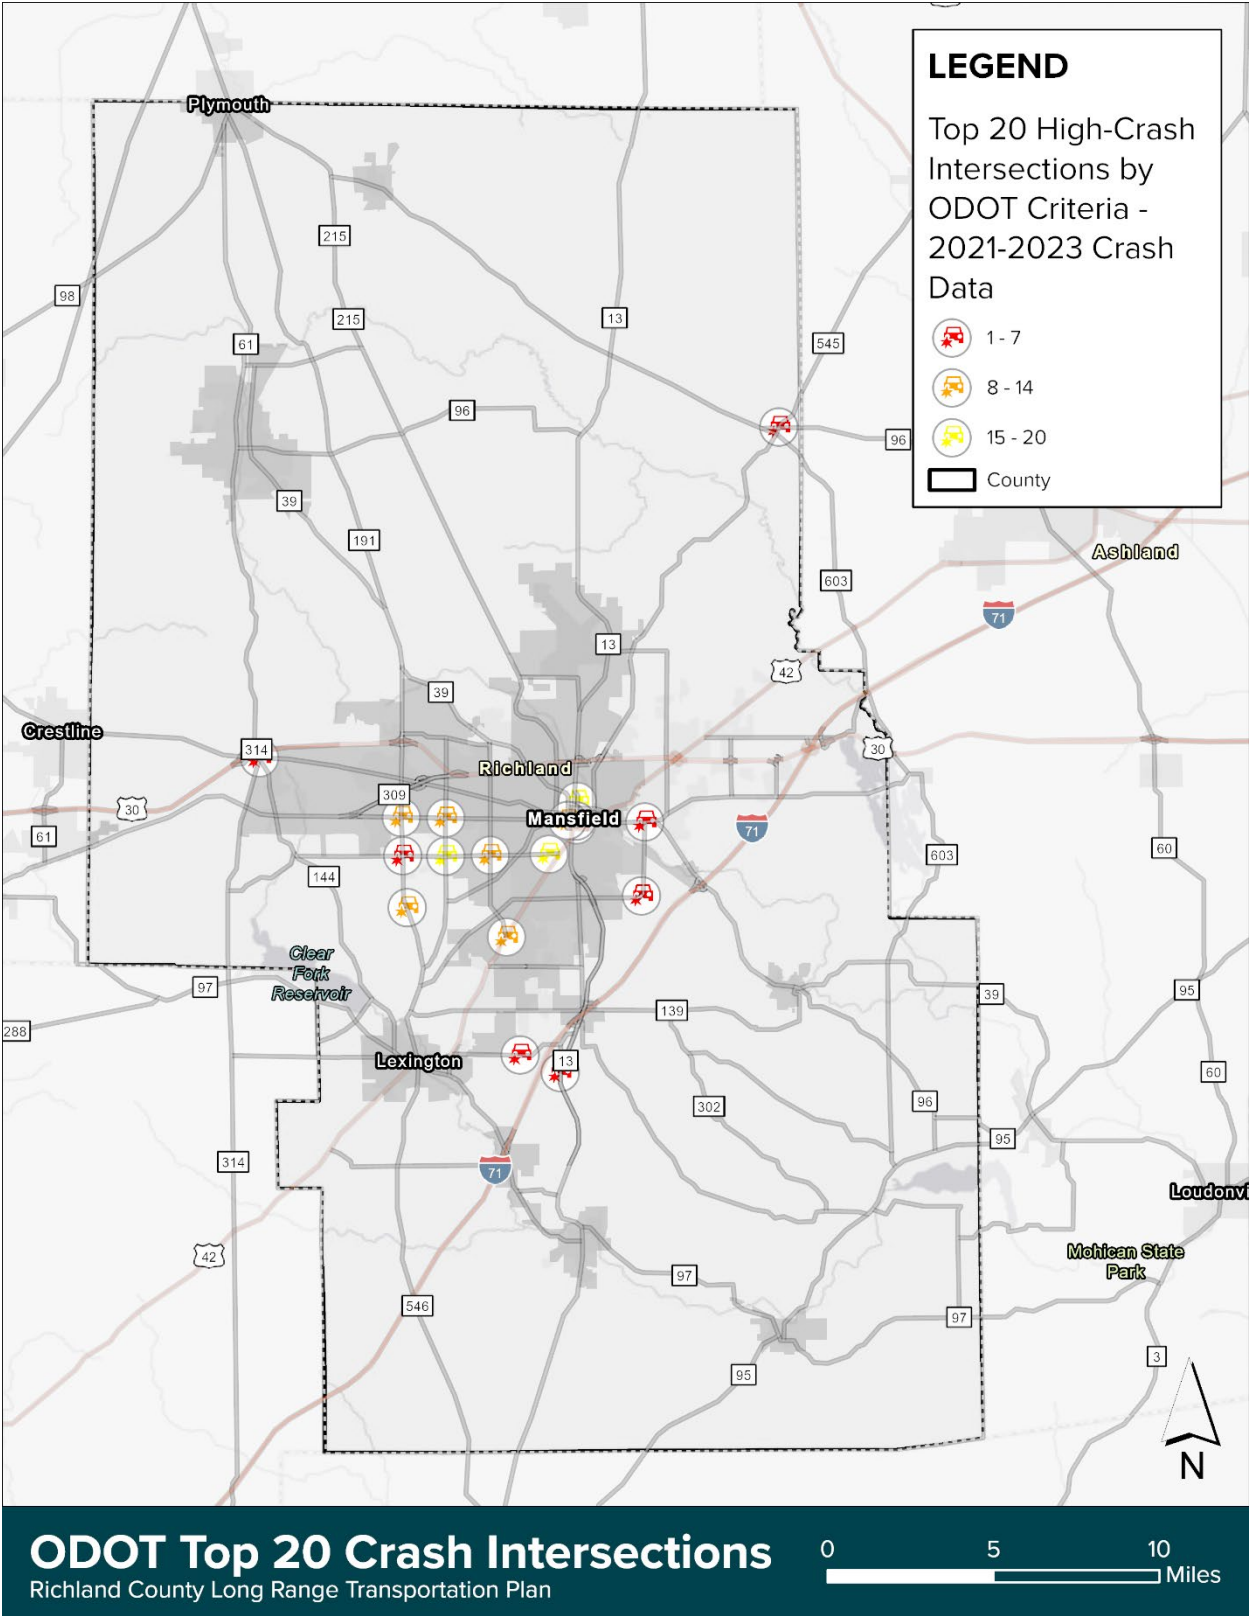 LEGEND
Top 20 High-Crash
Intersections by
ODOT Criteria -
2021-2023 Crash
Data
1 - 7
8 - 14
15 - 20
County
Plymouth
215
98
13
215
61
545
96
96
39
191
Ashland
603
71
13
42
39
Crestline
314
30
Richland
309
30
Mansfield
71
61
60
603
144
Clear
Fork
Reservoir
97
95
39
139
288
Lexington
13
60
96
302
95
314
71
Loudonvi
42
Mohican State
Park
97
546
97
3
95
N
ODOT Top 20 Crash Intersections
Richland County Long Range Transportation Plan
0 5 10
Miles